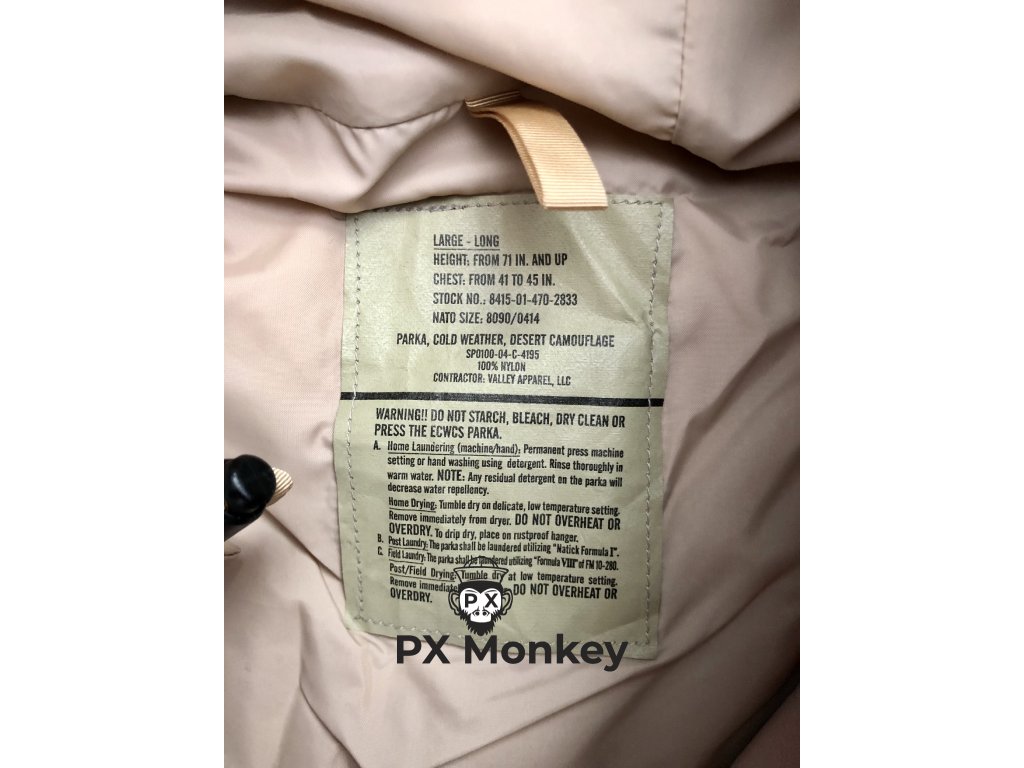 LARGE - LONG
HEIGHT: FROM 71 IN. AND UP
CHEST: FROM 41 TO 45 IN.
STOCK NO.: 8415-01-470-2833
NATO SIZE: 8090/0414
PARKA, COLD WEATHER, DESERT CAMOUFLAGE
SP0100-04-C-4195
100% NYLON
CONTRACTOR: VALLEY APPAREL, LLC
WARNING!! DO NOT STARCH, BLEACH, DRY CLEAN OR
PRESS THE ECWCS PARKA.
A. Home Laundering (machine/hand): Permanent press machine
setting or hand washing using detergent. Rinse thoroughly in
warm water. NOTE: Any residual detergent on the parka will
decrease water repellency.
Home Drying: Tumble dry on delicate, low temperature setting.
Remove immediately from dryer. DO NOT OVERHEAT OR
OVERDRY. To drip dry, place on rustproof hanger.
B. Post Laundry: The parka shall be laundered utilizing "Natick Formula I".
C. Field Laundry: The parka shall be laundered utilizing "Formula VIII" of FM 10-280.
Post/Field Drying: Tumble dry at low temperature setting.
Remove DO NOT OVERHEAT OR
OVERDRY.
PX
PX Monkey